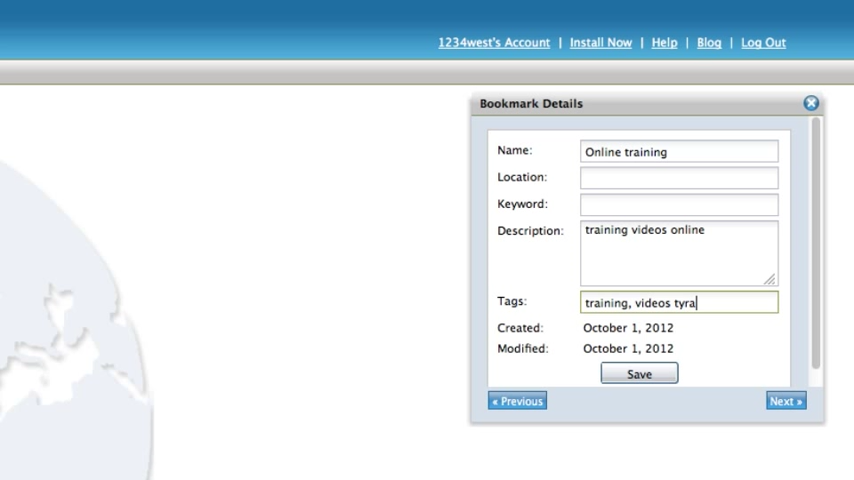 1234west's Account | Install Now | Help | Blog | Log Out
Bookmark Details
Name: Online training
Location:
Keyword:
Description: training videos online
Tags: training, videos tyra
Created: October 1, 2012
Modified: October 1, 2012
Save
« Previous Next »